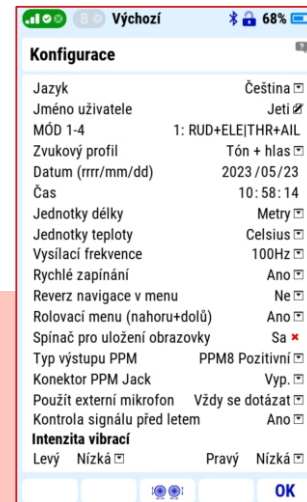 B Výchozí 68%
Konfigurace ?
Jazyk Čeština
Jméno uživatele Jeti
MÓD 1-4 1: RUD+ELE|THR+AIL
Zvukový profil Tón + hlas
Datum (rrrr/mm/dd) 2023/05/23
Čas 10:58:14
Jednotky délky Metry
Jednotky teploty Celsius
Vysílací frekvence 100Hz
Rychlé zapínání Ano
Reverz navigace v menu Ne
Rolovací menu (nahoru+dolů) Ano
Spínač pro uložení obrazovky Sa
Typ výstupu PPM PPM8 Pozitivní
Konektor PPM Jack Vyp.
Použít externí mikrofon Vždy se dotázat
Kontrola signálu před letem Ano
Intenzita vibrací
Levý Nízká Pravý Nízká
OK